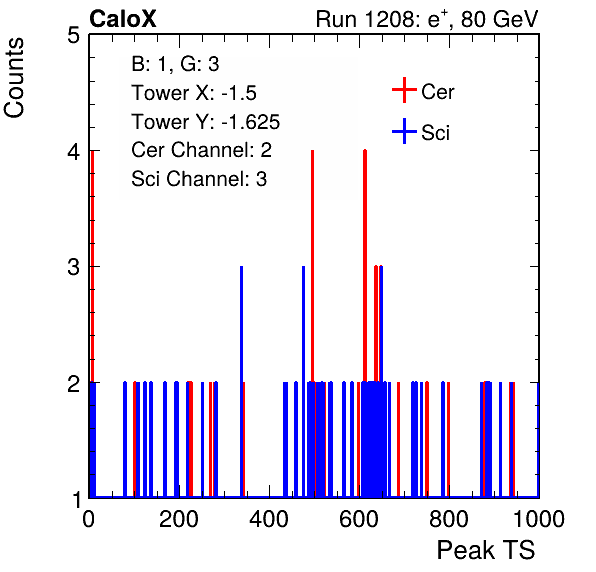 CaloX Run 1208: e+, 80 GeV
Counts
B: 1, G: 3
Tower X: -1.5
Tower Y: -1.625
Cer Channel: 2
Sci Channel: 3
Cer
Sci
5
4
3
2
1
0 200 400 600 800 1000
Peak TS